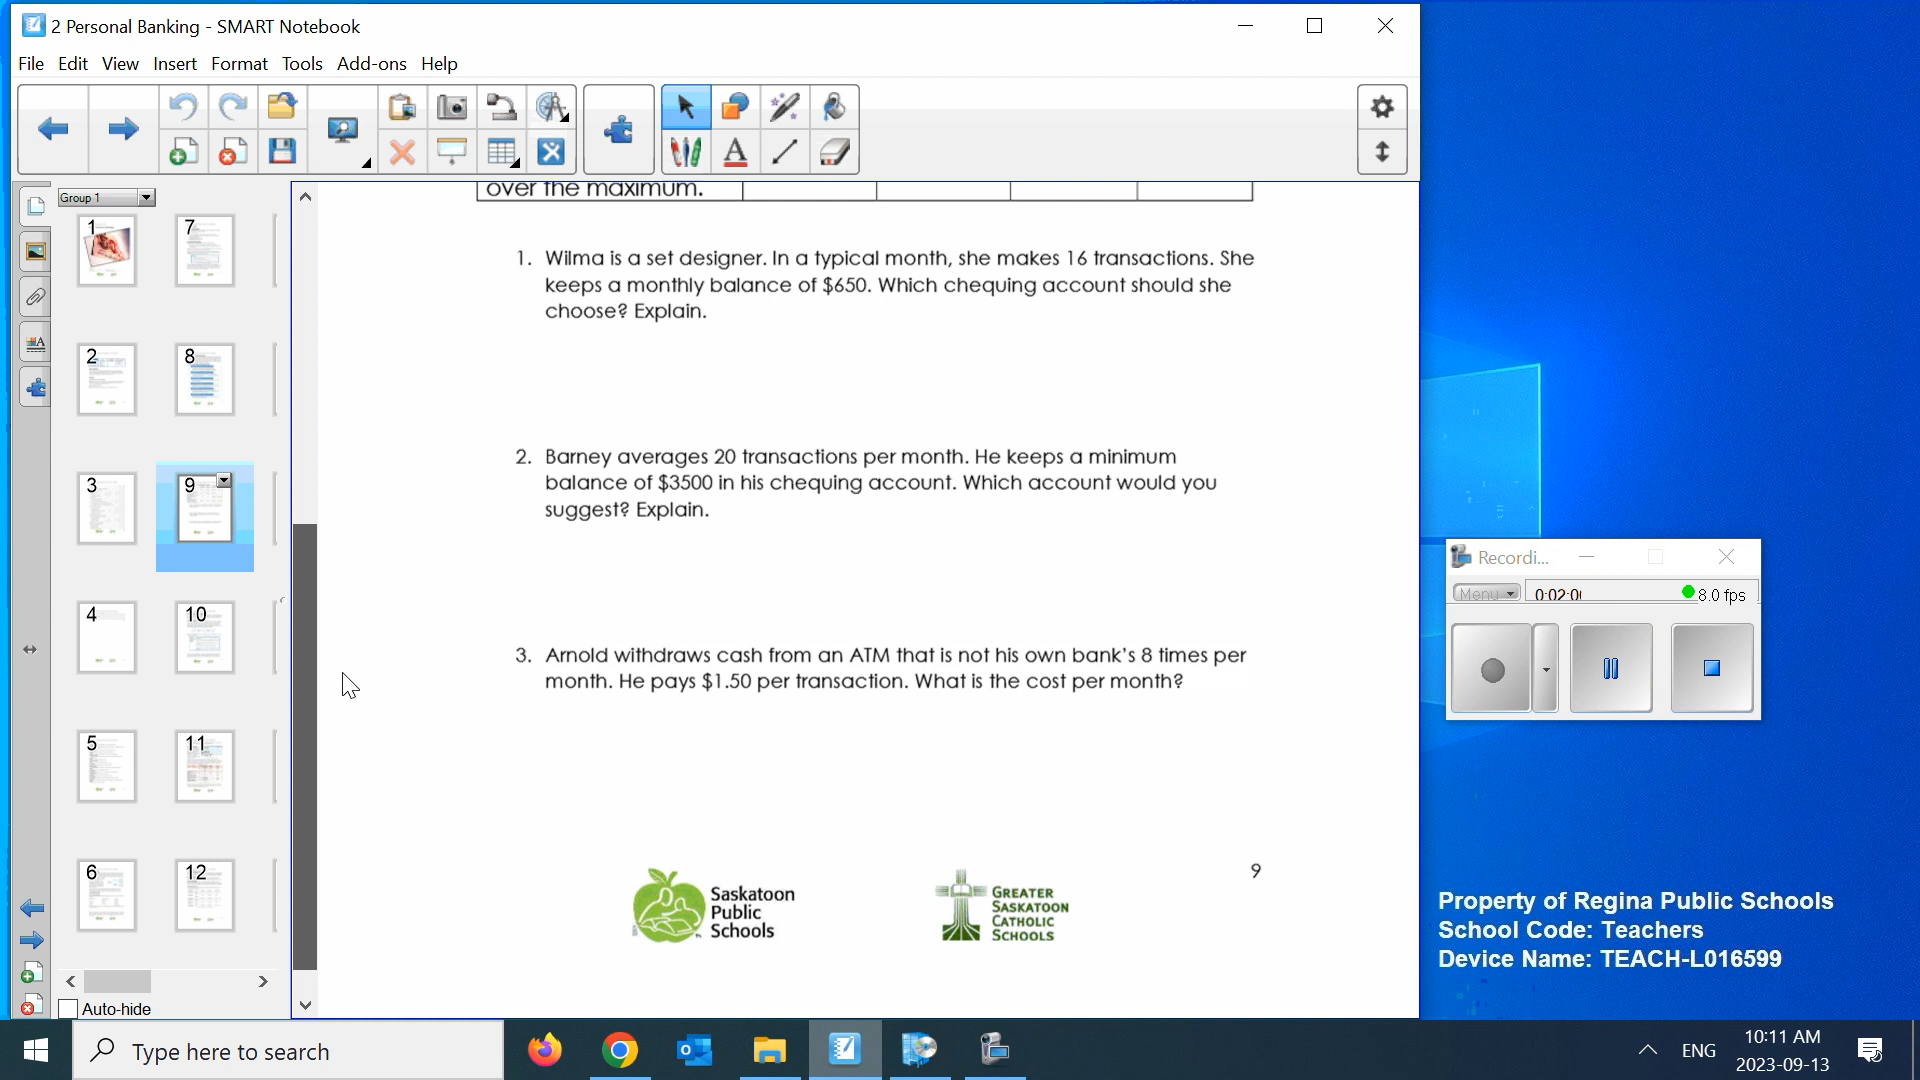 2 Personal Banking - SMART Notebook
File Edit View Insert Format Tools Add-ons Help
Group 1
1 7
2 8
3 9
4 10
5 11
6 12
Auto-hide
over the maximum.
1. Wilma is a set designer. In a typical month, she makes 16 transactions. She
keeps a monthly balance of $650. Which chequing account should she
choose? Explain.
2. Barney averages 20 transactions per month. He keeps a minimum
balance of $3500 in his chequing account. Which account would you
suggest? Explain.
3. Arnold withdraws cash from an ATM that is not his own bank's 8 times per
month. He pays $1.50 per transaction. What is the cost per month?
9
Saskatoon
Public
Schools
GREATER
SASKATOON
CATHOLIC
SCHOOLS
Recordi...
Menu 8.0 fps
Property of Regina Public Schools
School Code: Teachers
Device Name: TEACH-L016599
Type here to search
ENG
10:11 AM
2023-09-13